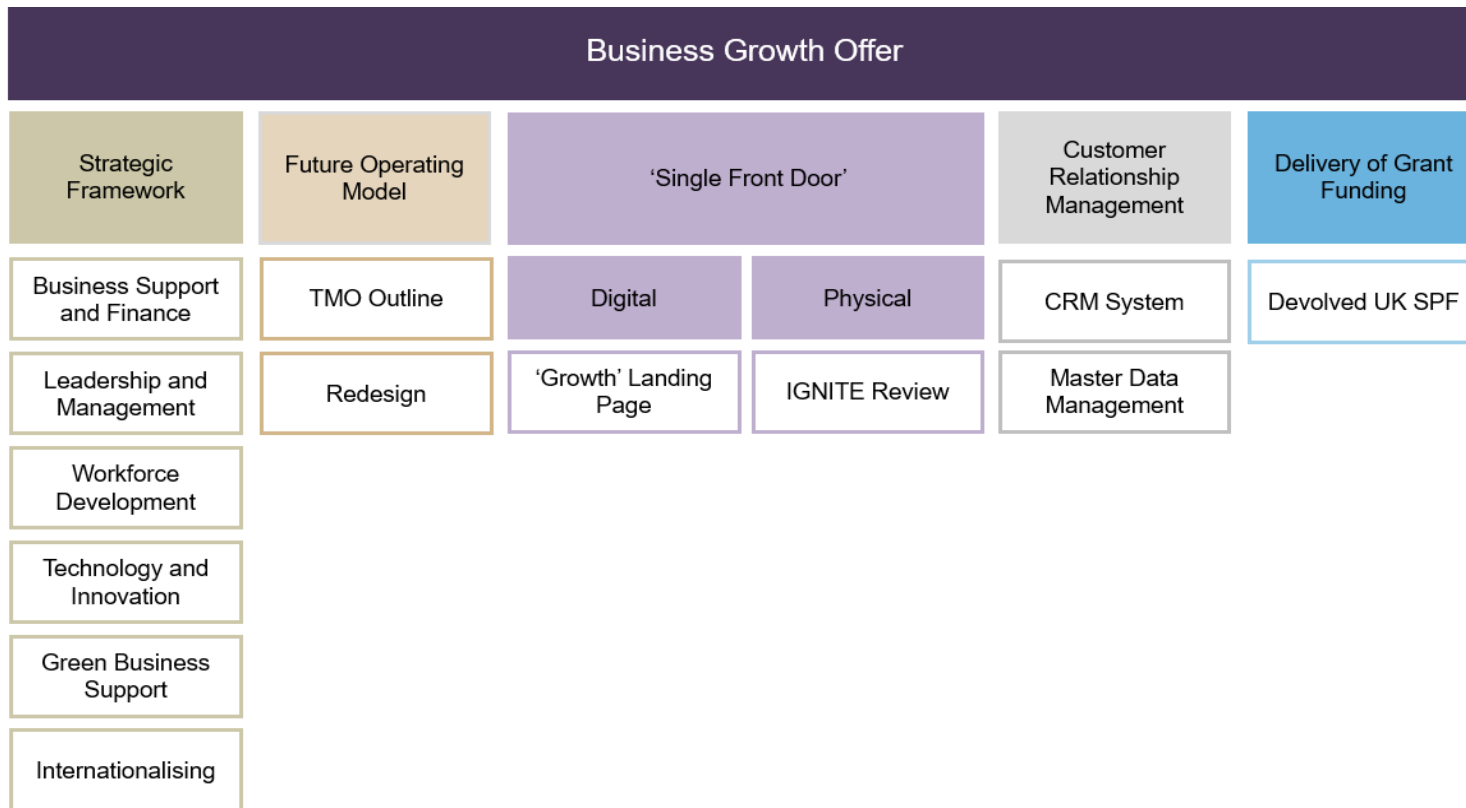 Business Growth Offer
Strategic
Framework
Future Operating
Model
‘Single Front Door’
Customer
Relationship
Management
Delivery of Grant
Funding
Business Support
and Finance
TMO Outline
Digital
Physical
CRM System
Devolved UK SPF
Leadership and
Management
Redesign
‘Growth’ Landing
Page
IGNITE Review
Master Data
Management
Workforce
Development
Technology and
Innovation
Green Business
Support
Internationalising